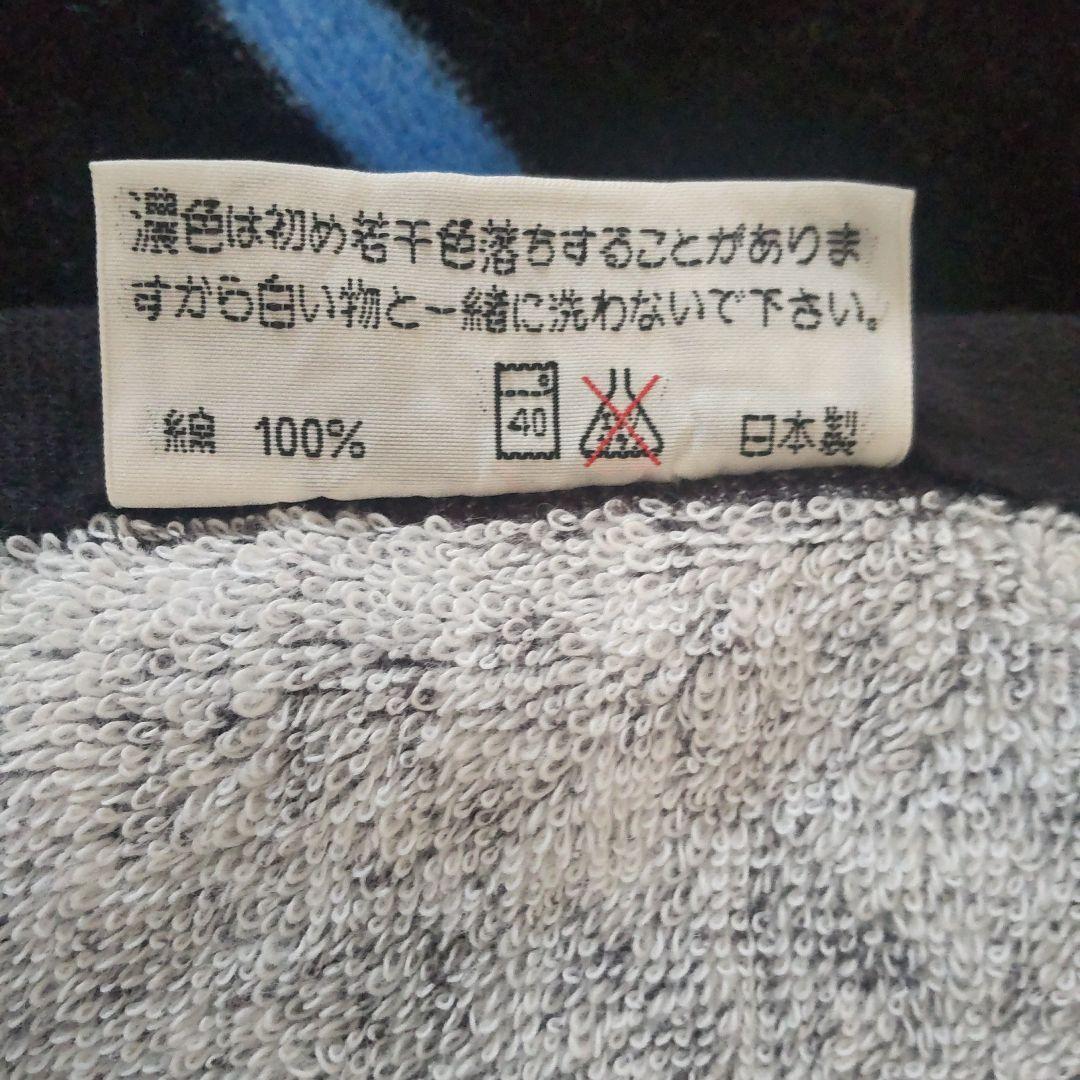 濃色は初め若干色落ちすることがありま
すから白い物と一緒に洗わないで下さい。
綿 100% 40 日本製